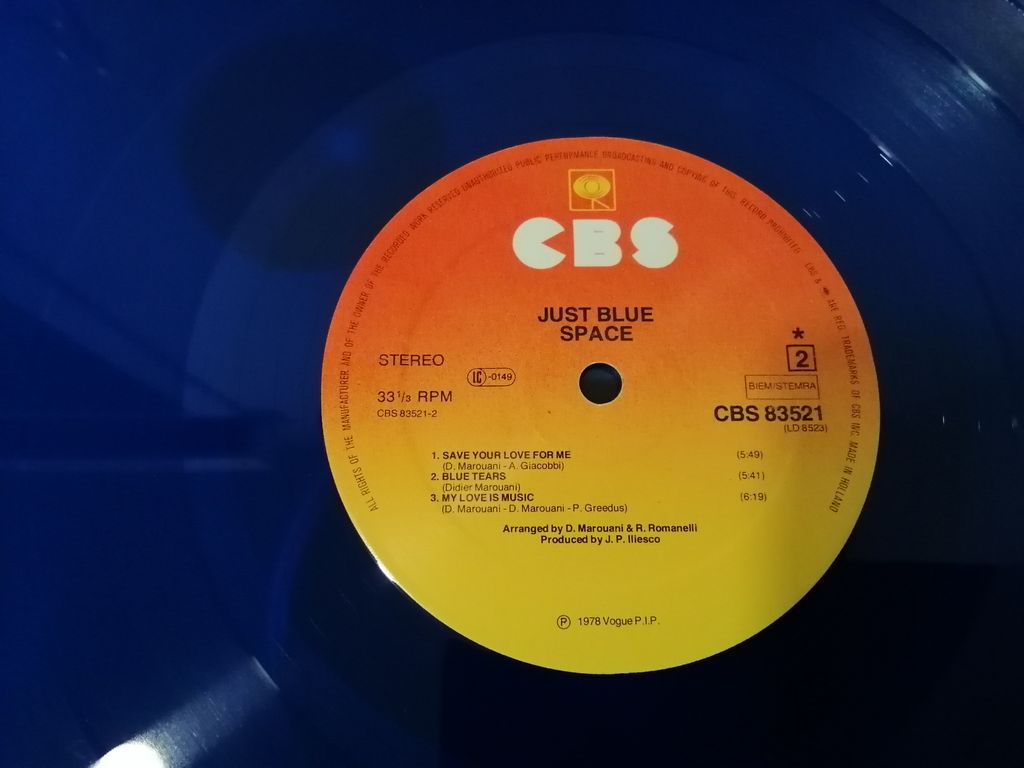 ALL RIGHTS OF THE MANUFACTURER AND OF THE OWNER OF THE RECORDED WORK RESERVED UNAUTHORIZED PUBLIC PERFORMANCE BROADCASTING AND COPYING OF THIS RECORD PROHIBITED
CBS & ARE REG. TRADEMARKS OF CBS INC. MADE IN HOLLAND
CBS
JUST BLUE
SPACE
STEREO
LC -0149
*
2
BIEM/STEMRA
33 1/3 RPM
CBS 83521-2
CBS 83521
(LD 8523)
1. SAVE YOUR LOVE FOR ME (5:49)
(D. Marouani - A. Giacobbi)
2. BLUE TEARS (5:41)
(Didier Marouani)
3. MY LOVE IS MUSIC (6:19)
(D. Marouani - D. Marouani - P. Greedus)
Arranged by D. Marouani & R. Romanelli
Produced by J. P. Iliesco
Ⓟ 1978 Vogue P.I.P.